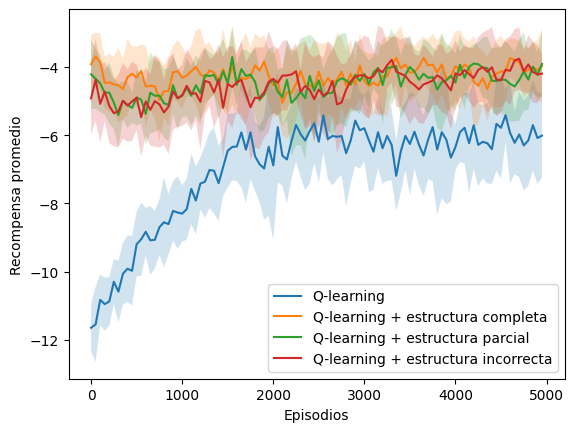 −4
−6
−8
−10
−12
Recompensa promedio
0
1000
2000
3000
4000
5000
Episodios
Q-learning
Q-learning + estructura completa
Q-learning + estructura parcial
Q-learning + estructura incorrecta